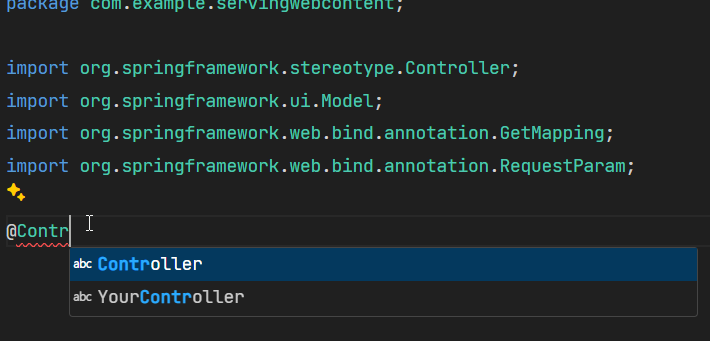 package com.example.servingwebcontent;
import org.springframework.stereotype.Controller;
import org.springframework.ui.Model;
import org.springframework.web.bind.annotation.GetMapping;
import org.springframework.web.bind.annotation.RequestParam;
@Contr
abc Controller
abc YourController